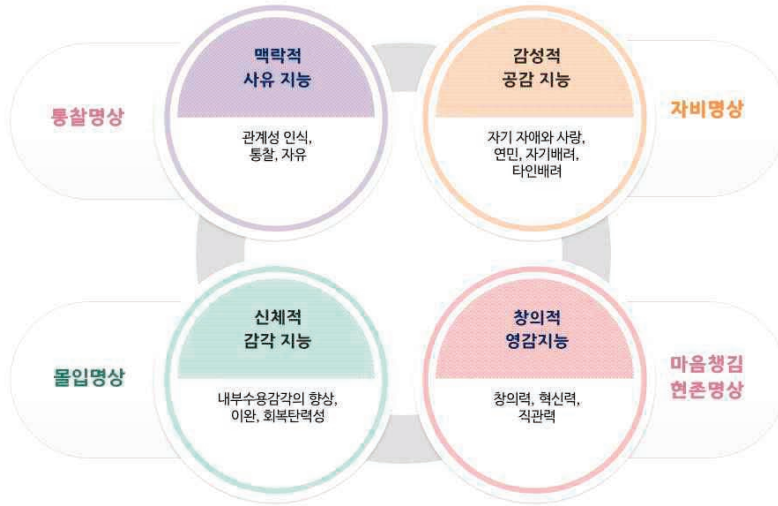 통찰명상
맥락적
사유 지능
관계성 인식,
통찰, 자유
감성적
공감 지능
자기 자애와 사랑,
연민, 자기배려,
타인배려
자비명상
몰입명상
신체적
감각 지능
내부수용감각의 향상,
이완, 회복탄력성
창의적
영감지능
창의력, 혁신력,
직관력
마음챙김
현존명상